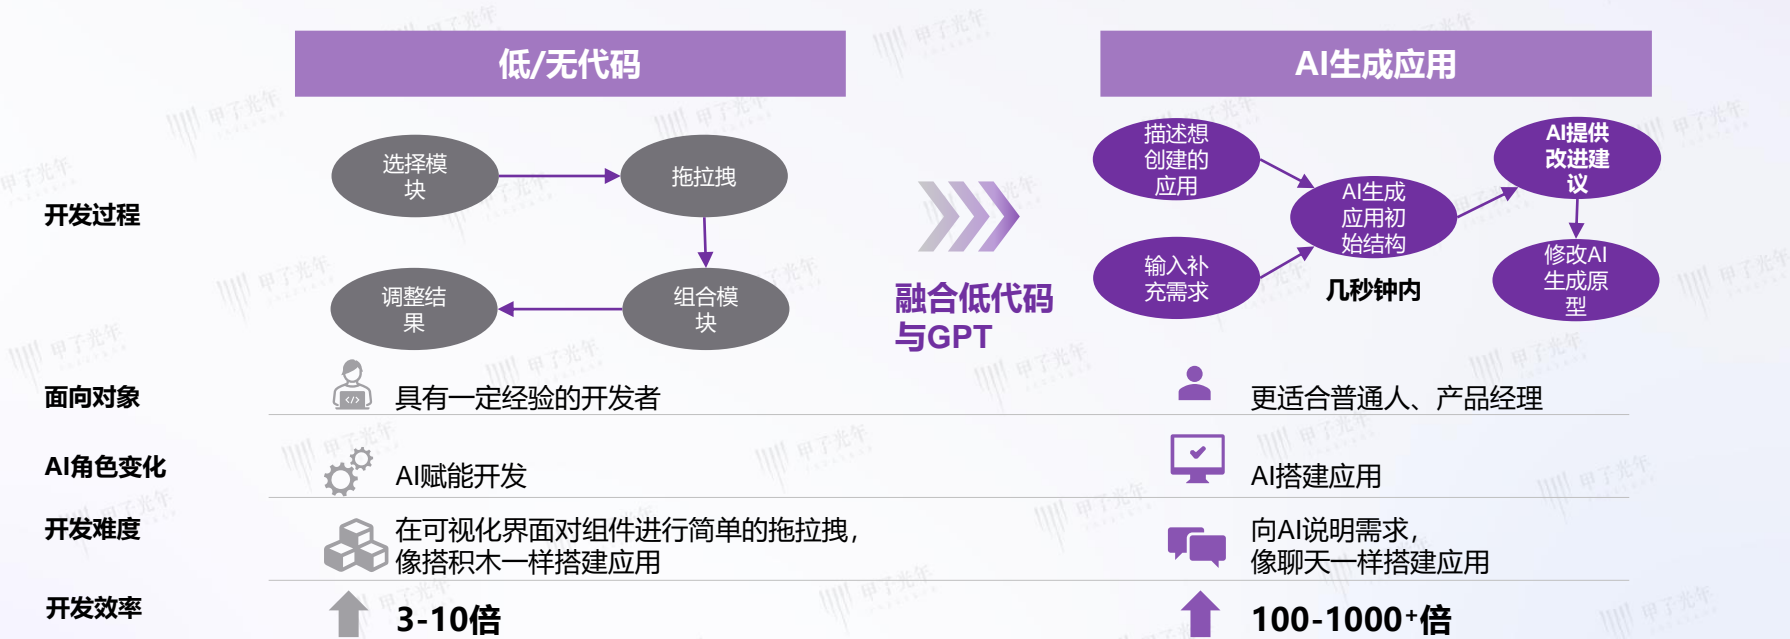 低/无代码
AI生成应用
开发过程
选择模
块
拖拉拽
调整结
果
组合模
块
融合低代码
与GPT
描述想
创建的
应用
输入补
充需求
AI生成
应用初
始结构
几秒钟内
AI提供
改进建
议
修改AI
生成原
型
面向对象
具有一定经验的开发者
更适合普通人、产品经理
AI角色变化
AI赋能开发
AI搭建应用
开发难度
在可视化界面对组件进行简单的拖拉拽，
像搭积木一样搭建应用
向AI说明需求，
像聊天一样搭建应用
开发效率
3-10倍
100-1000+倍
甲子光年